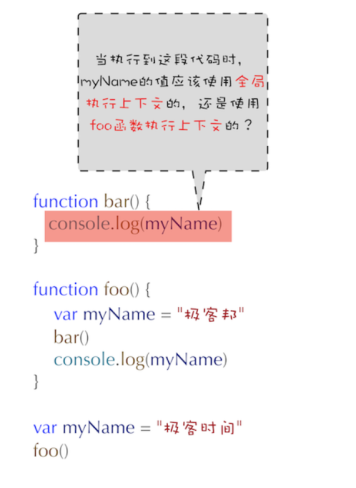 当执行到这段代码时，
myName的值应该使用全局
执行上下文的，还是使用
foo函数执行上下文的？
function bar() {
console.log(myName)
}
function foo() {
var myName = "极客邦"
bar()
console.log(myName)
}
var myName = "极客时间"
foo()